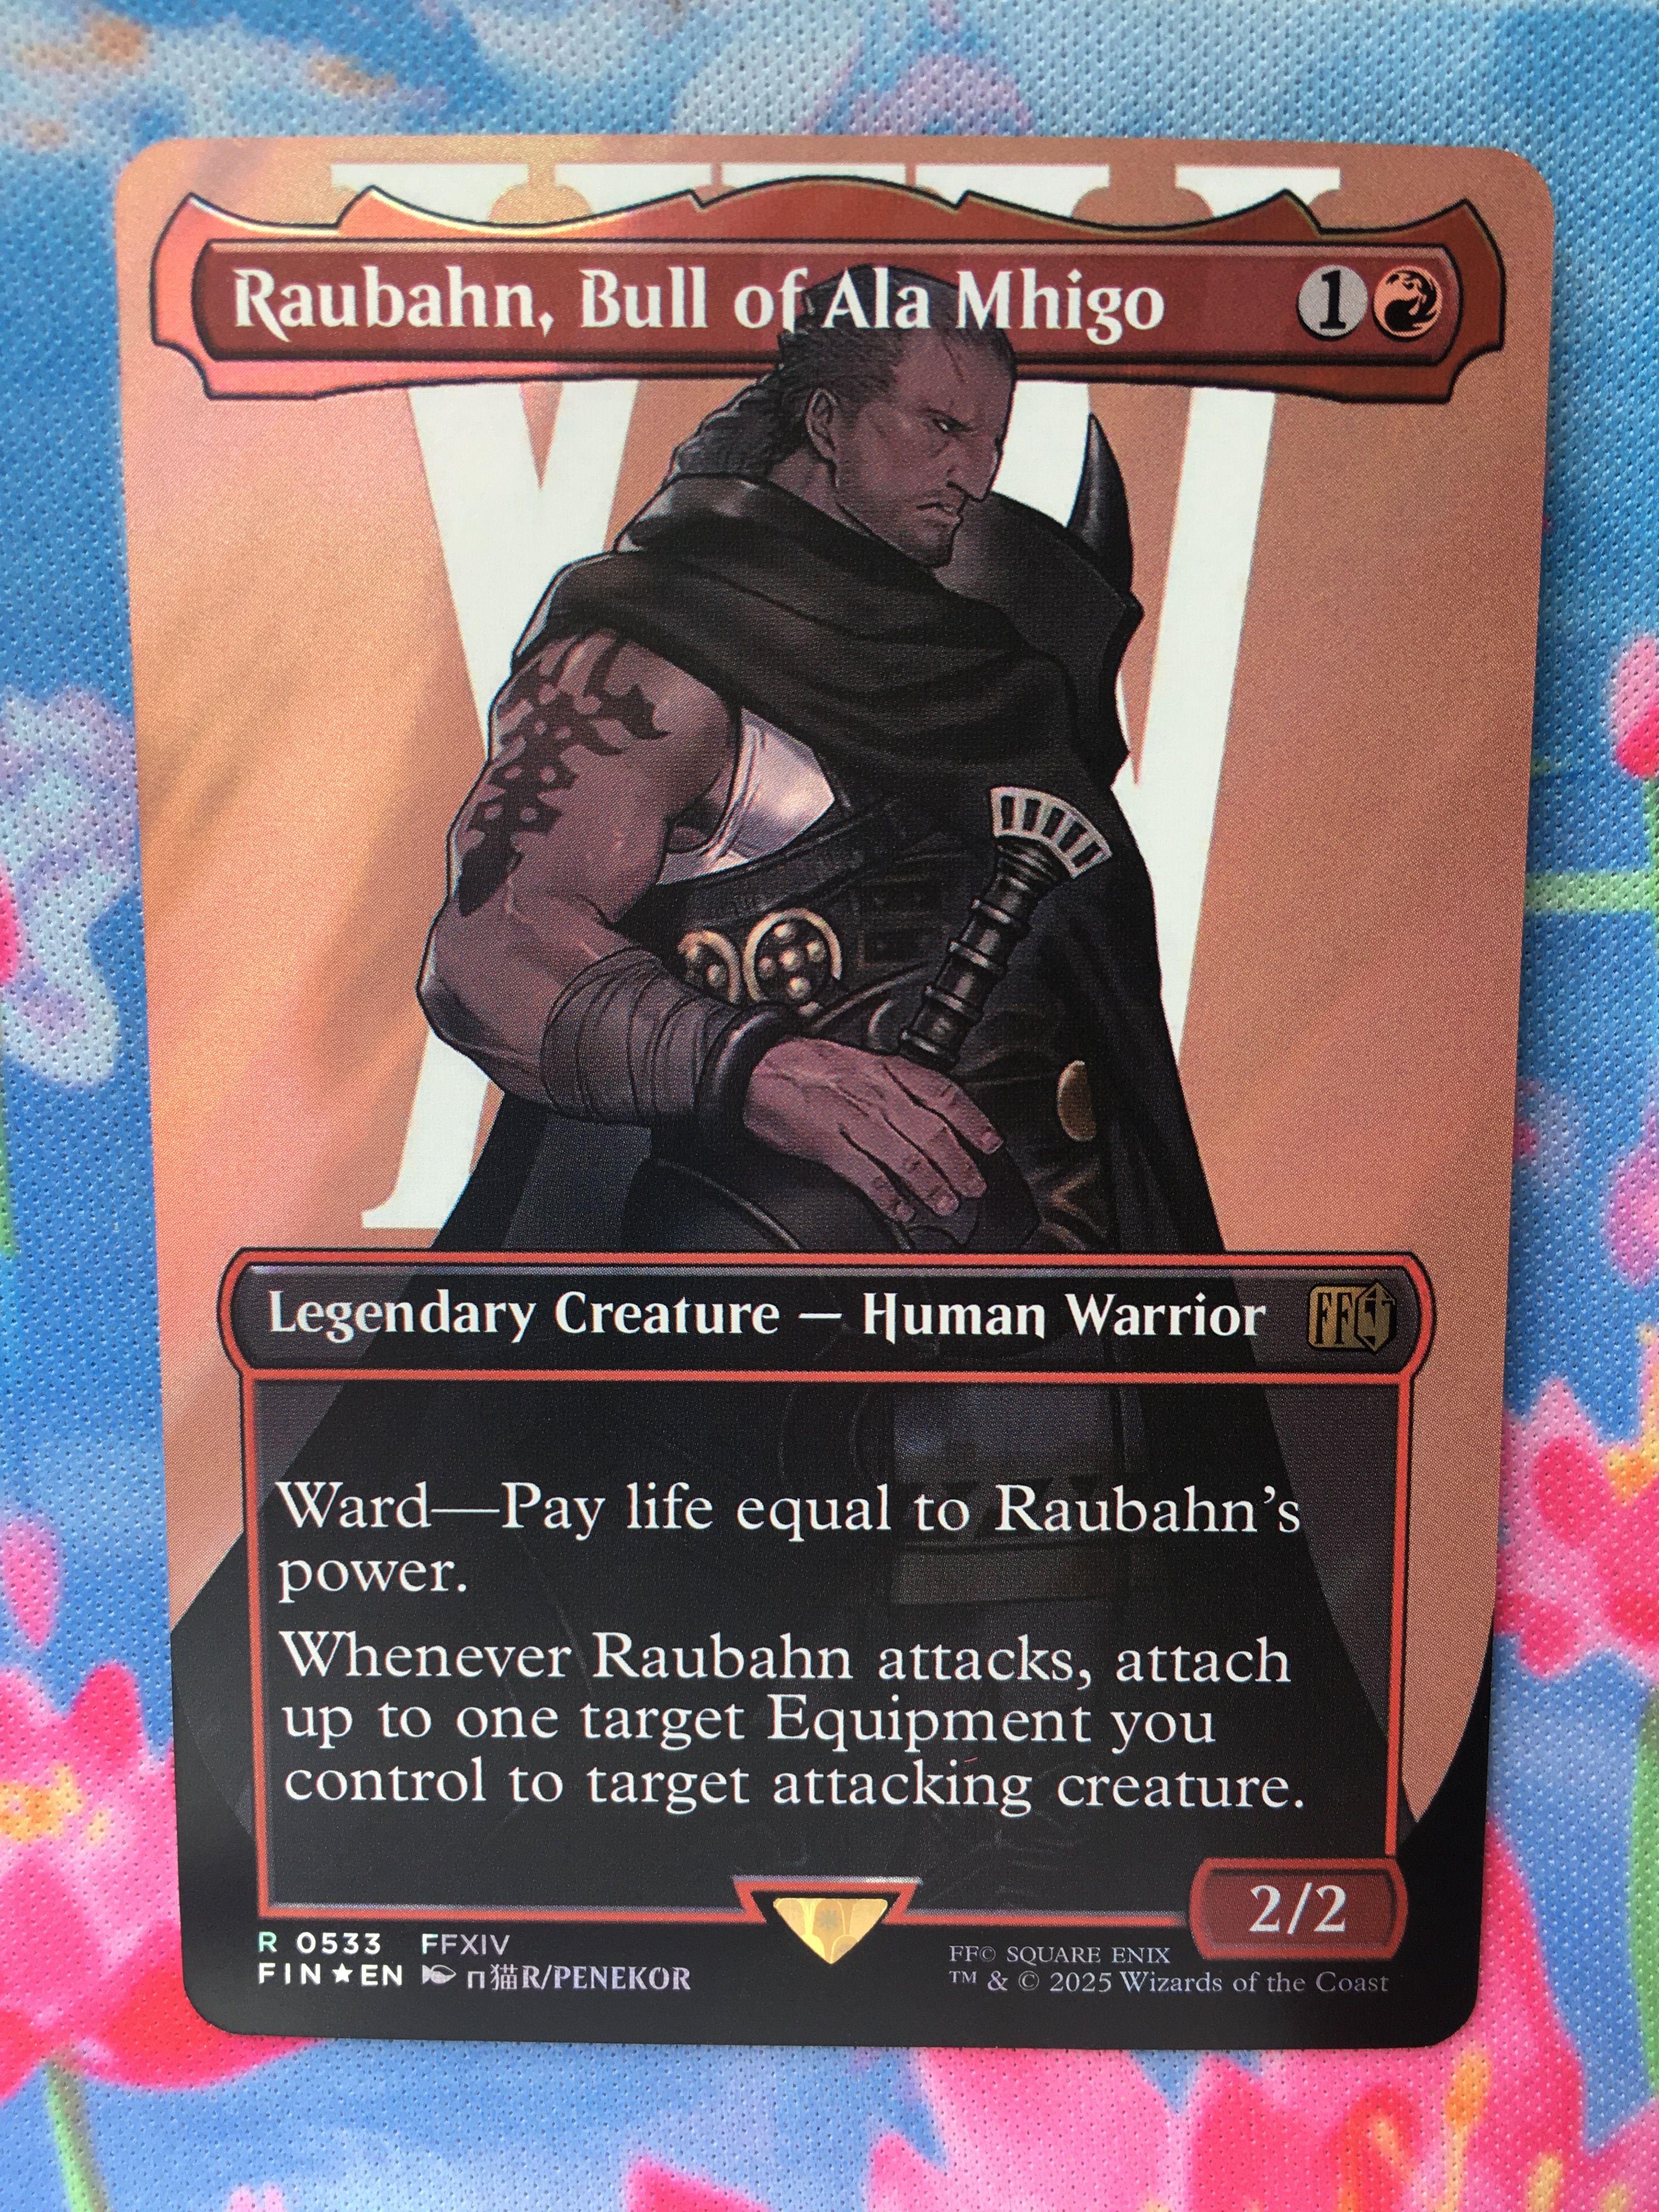 Raubahn, Bull of Ala Mhigo 1
Legendary Creature — Human Warrior FF
Ward—Pay life equal to Raubahn's
power.
Whenever Raubahn attacks, attach
up to one target Equipment you
control to target attacking creature.
2/2
R 0533 FFXIV
FIN★EN п猫R/PENEKOR
FF© SQUARE ENIX
™ & © 2025 Wizards of the Coast